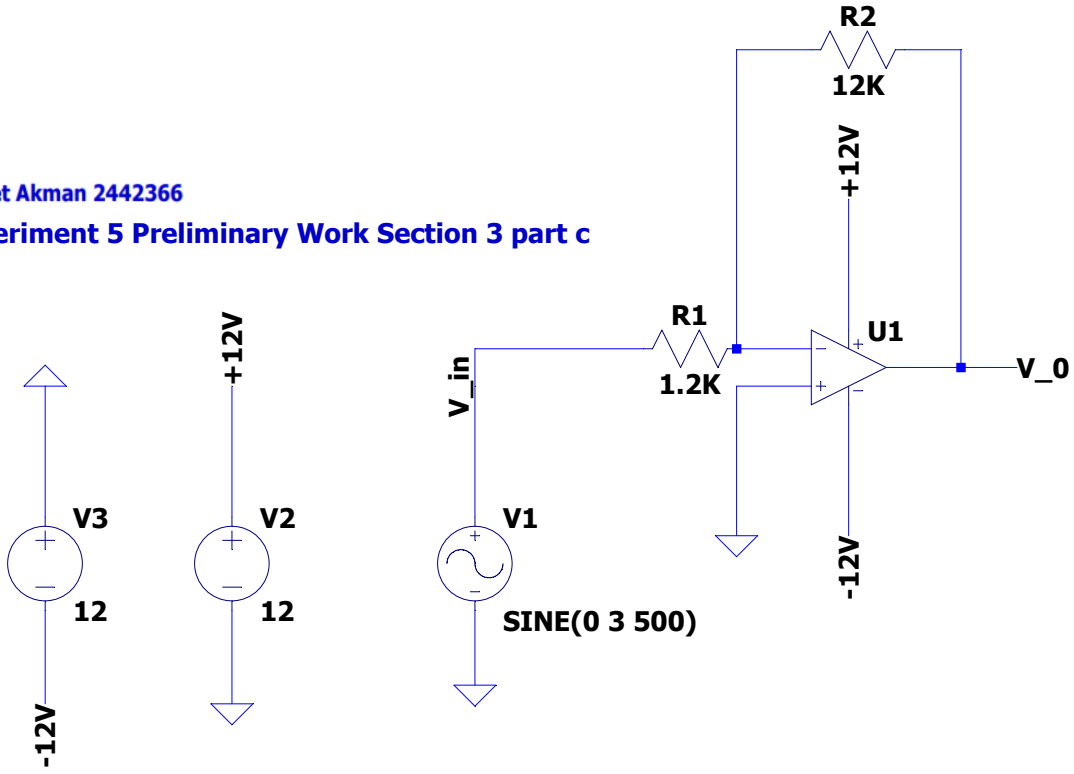 R2
12K
+12V
et Akman 2442366
eriment 5 Preliminary Work Section 3 part c
+12V
R1
U1
V_in
1.2K
V_0
V3
V2
V1
-12V
12
12
SINE(0 3 500)
-12V